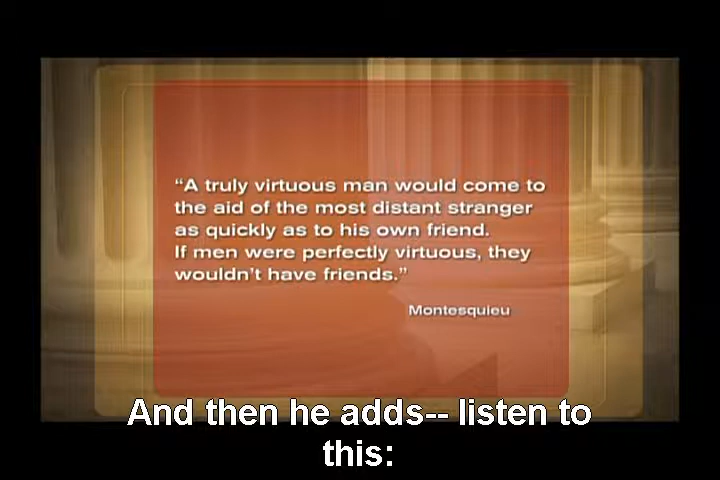 “A truly virtuous man would come to
the aid of the most distant stranger
as quickly as to his own friend.
If men were perfectly virtuous, they
wouldn’t have friends.”
Montesquieu
And then he adds-- listen to
this: